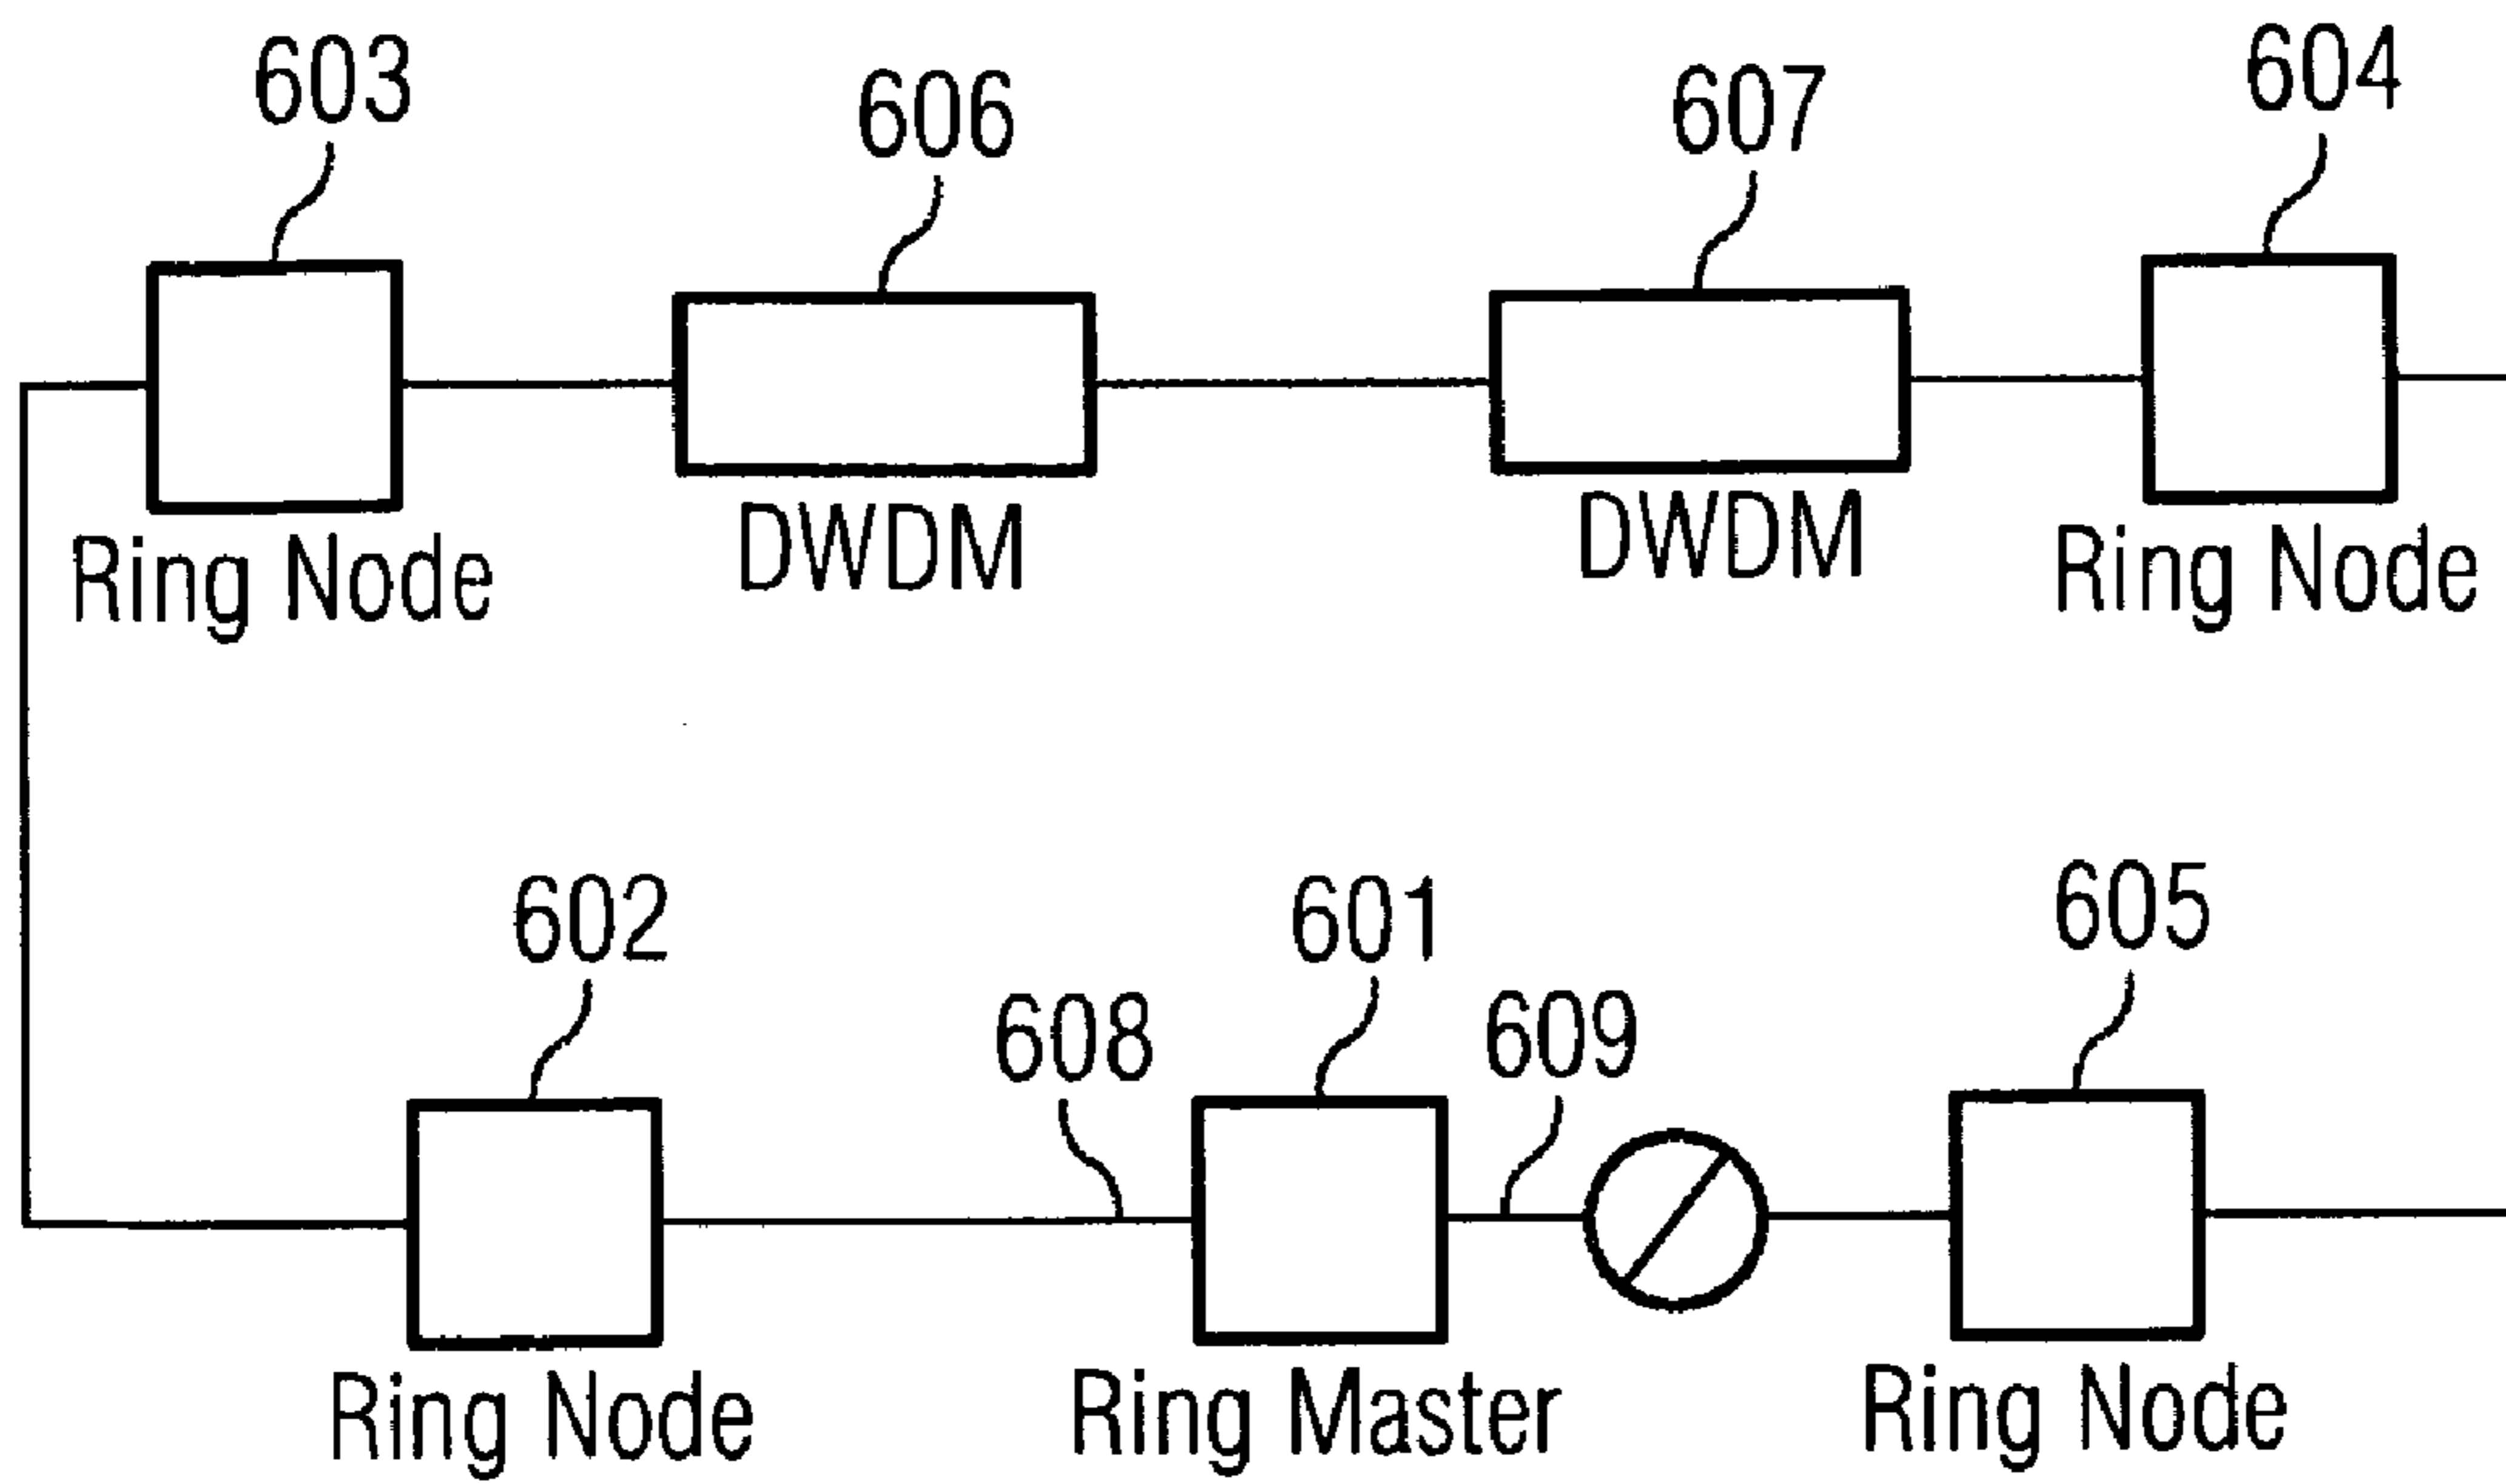 603
606
607
604
Ring Node
DWDM
DWDM
Ring Node
602
601
605
608
609
Ring Node
Ring Master
Ring Node